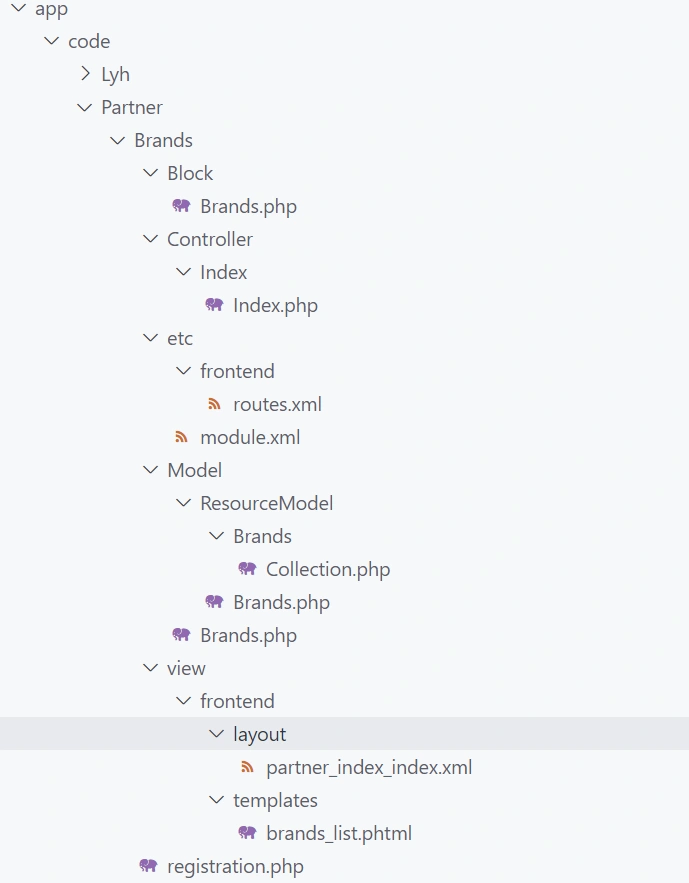 app
code
Lyh
Partner
Brands
Block
Brands.php
Controller
Index
Index.php
etc
frontend
routes.xml
module.xml
Model
ResourceModel
Brands
Collection.php
Brands.php
Brands.php
view
frontend
layout
partner_index_index.xml
templates
brands_list.phtml
registration.php